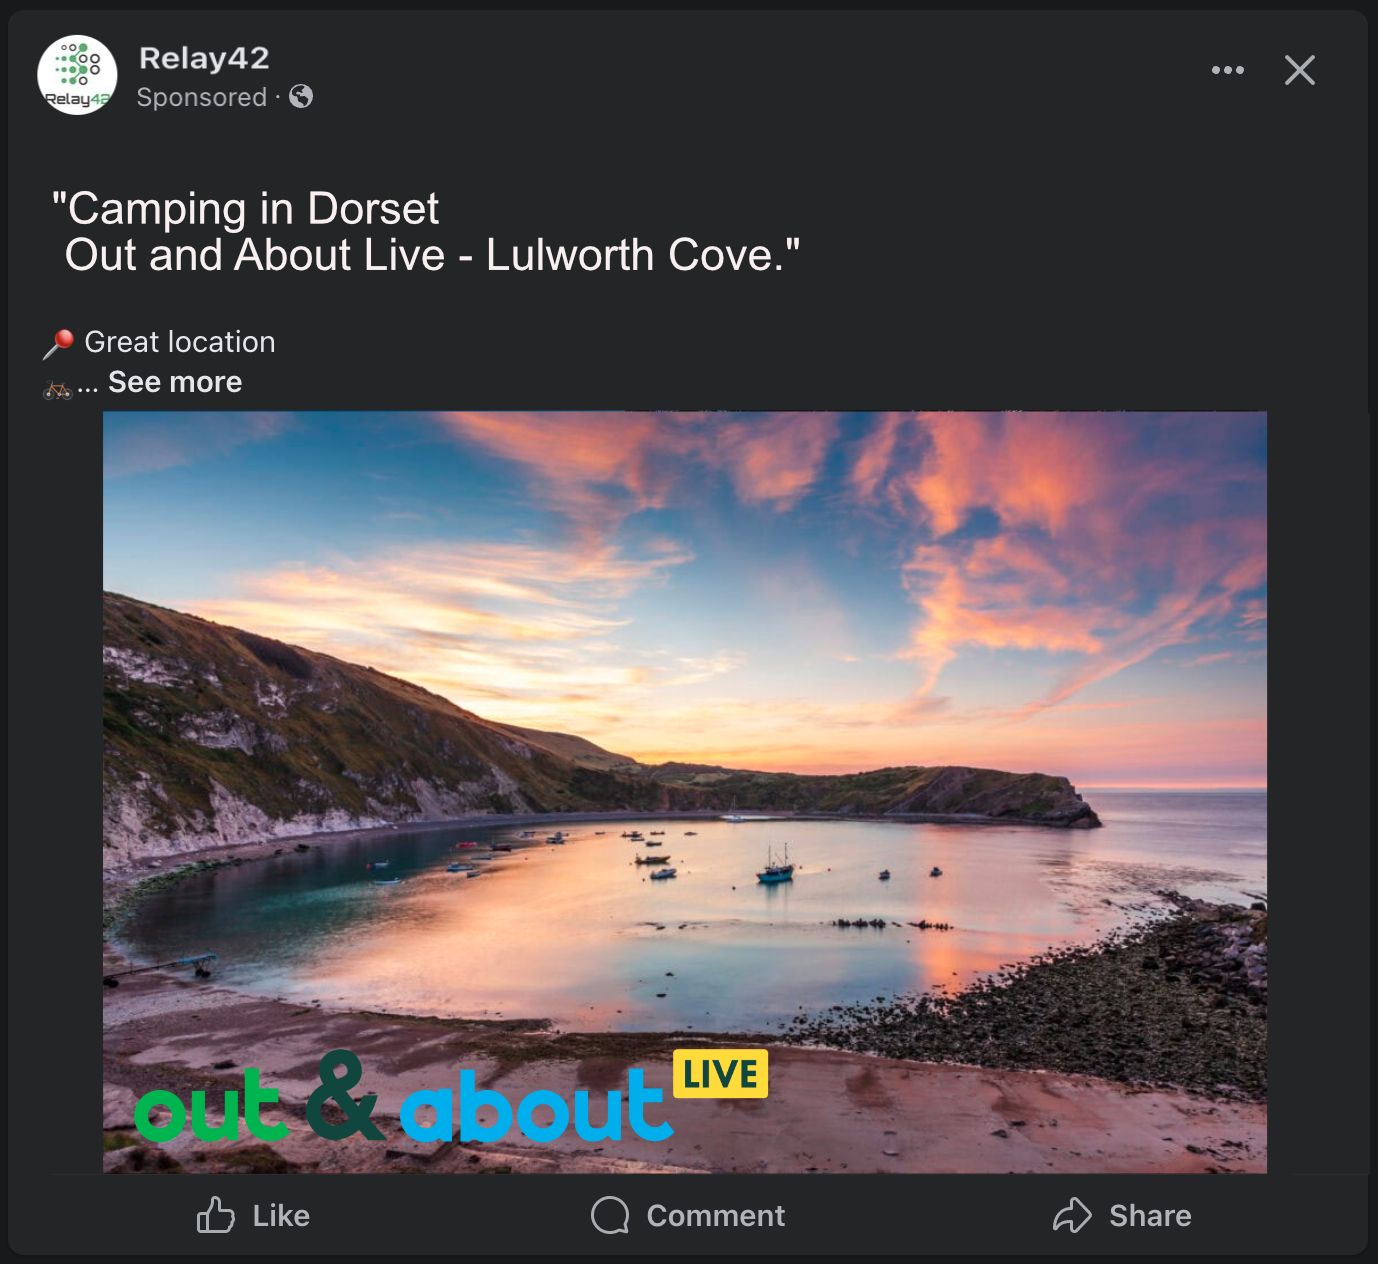 Relay42
Relay42
Sponsored ·
"Camping in Dorset
Out and About Live - Lulworth Cove."
Great location
... See more
out & about LIVE
Like
Comment
Share